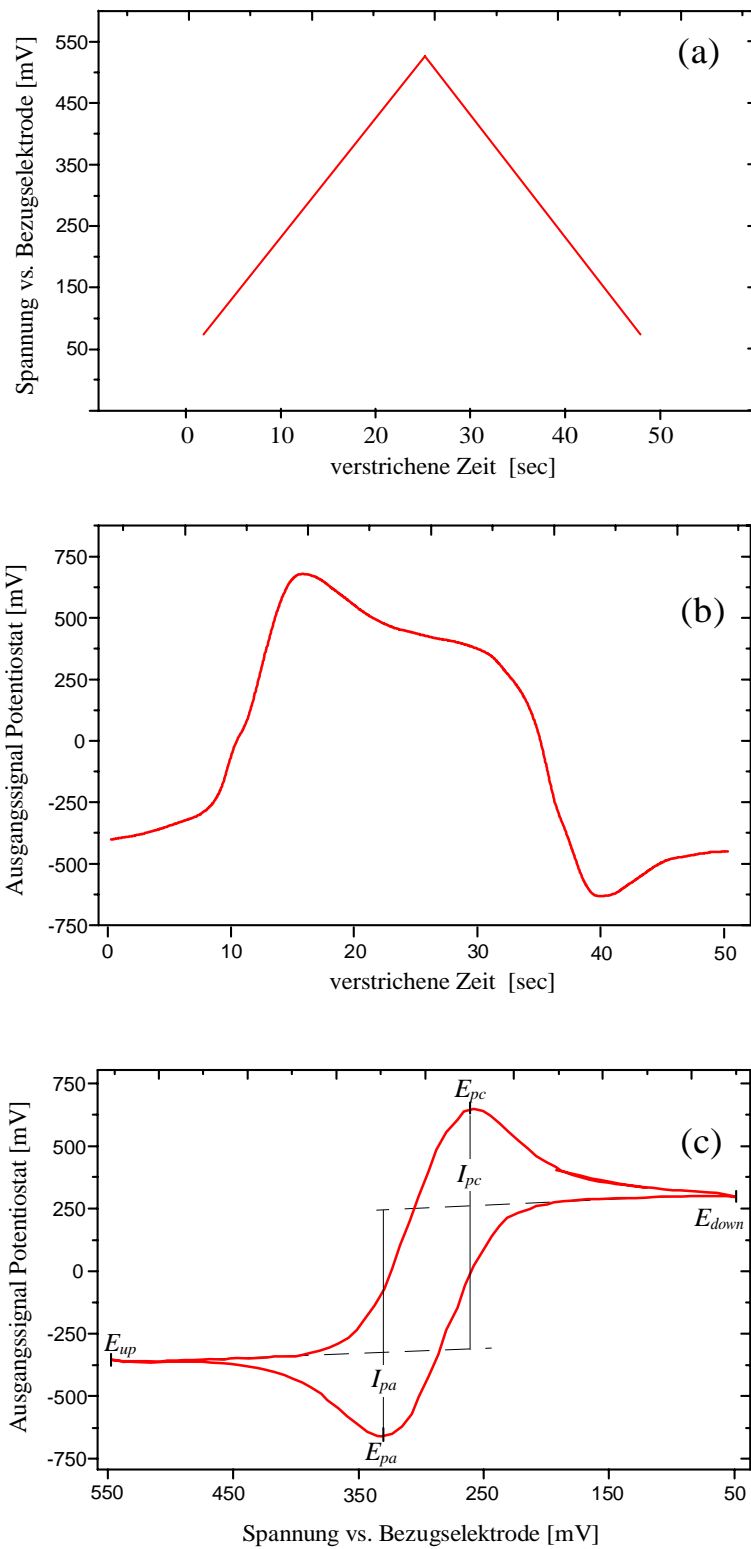 (a)
Spannung vs. Bezugselektrode [mV]
550
450
350
250
150
50
0 10 20 30 40 50
verstrichene Zeit [sec]
(b)
Ausgangssignal Potentiostat [mV]
750
500
250
0
-250
-500
-750
0 10 20 30 40 50
verstrichene Zeit [sec]
(c)
Ausgangssignal Potentiostat [mV]
750
500
250
0
-250
-500
-750
E_pc
I_pc
E_down
E_up
I_pa
E_pa
550 450 350 250 150 50
Spannung vs. Bezugselektrode [mV]